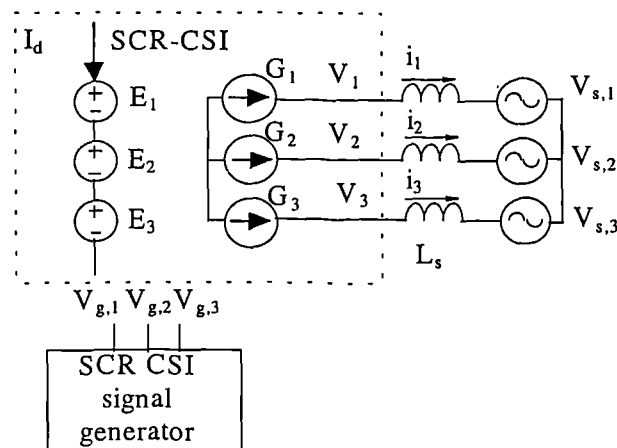 I_d SCR-CSI
G_1 V_1 i_1 V_s,1
E_1
G_2 V_2 i_2 V_s,2
E_2
G_3 V_3 i_3 V_s,3
E_3
L_s
V_g,1 V_g,2 V_g,3
SCR CSI
signal
generator